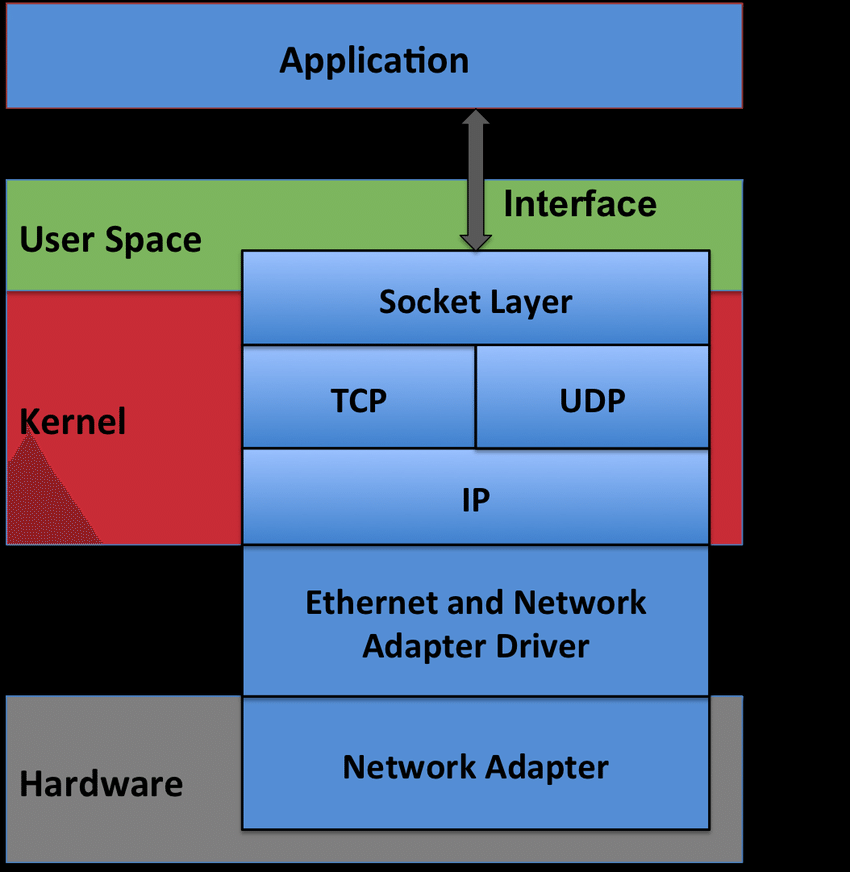 Application
Interface
User Space
Socket Layer
TCP
UDP
Kernel
IP
Ethernet and Network
Adapter Driver
Network Adapter
Hardware